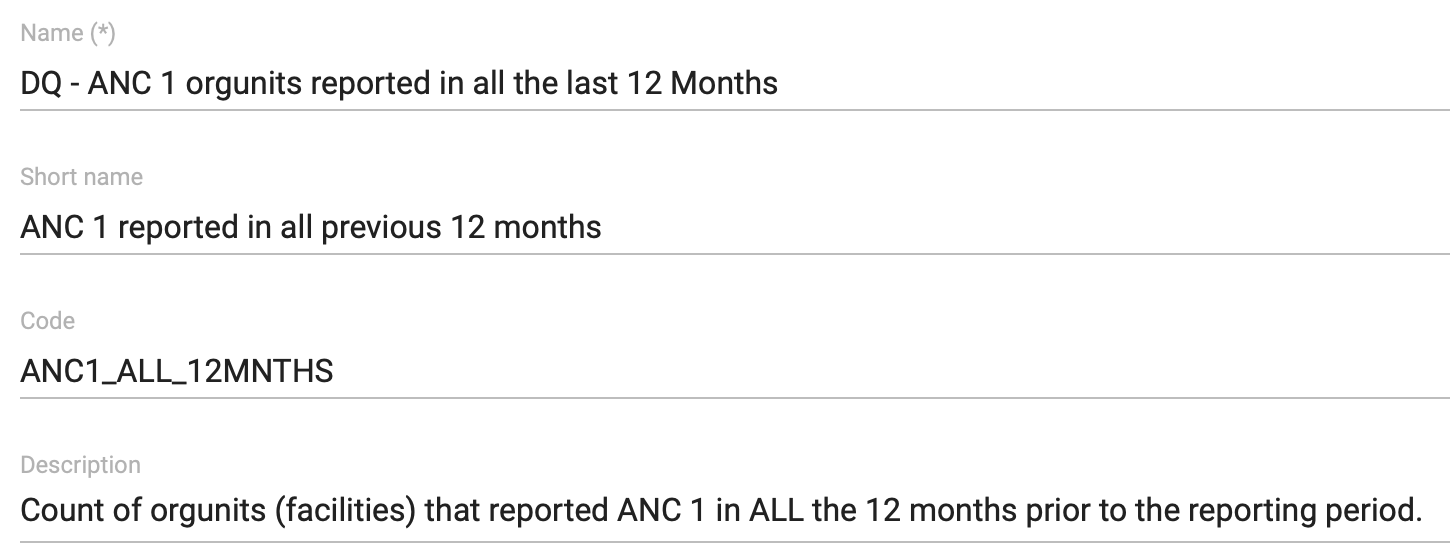 Name (*)
DQ - ANC 1 orgunits reported in all the last 12 Months
Short name
ANC 1 reported in all previous 12 months
Code
ANC1_ALL_12MNTHS
Description
Count of orgunits (facilities) that reported ANC 1 in ALL the 12 months prior to the reporting period.